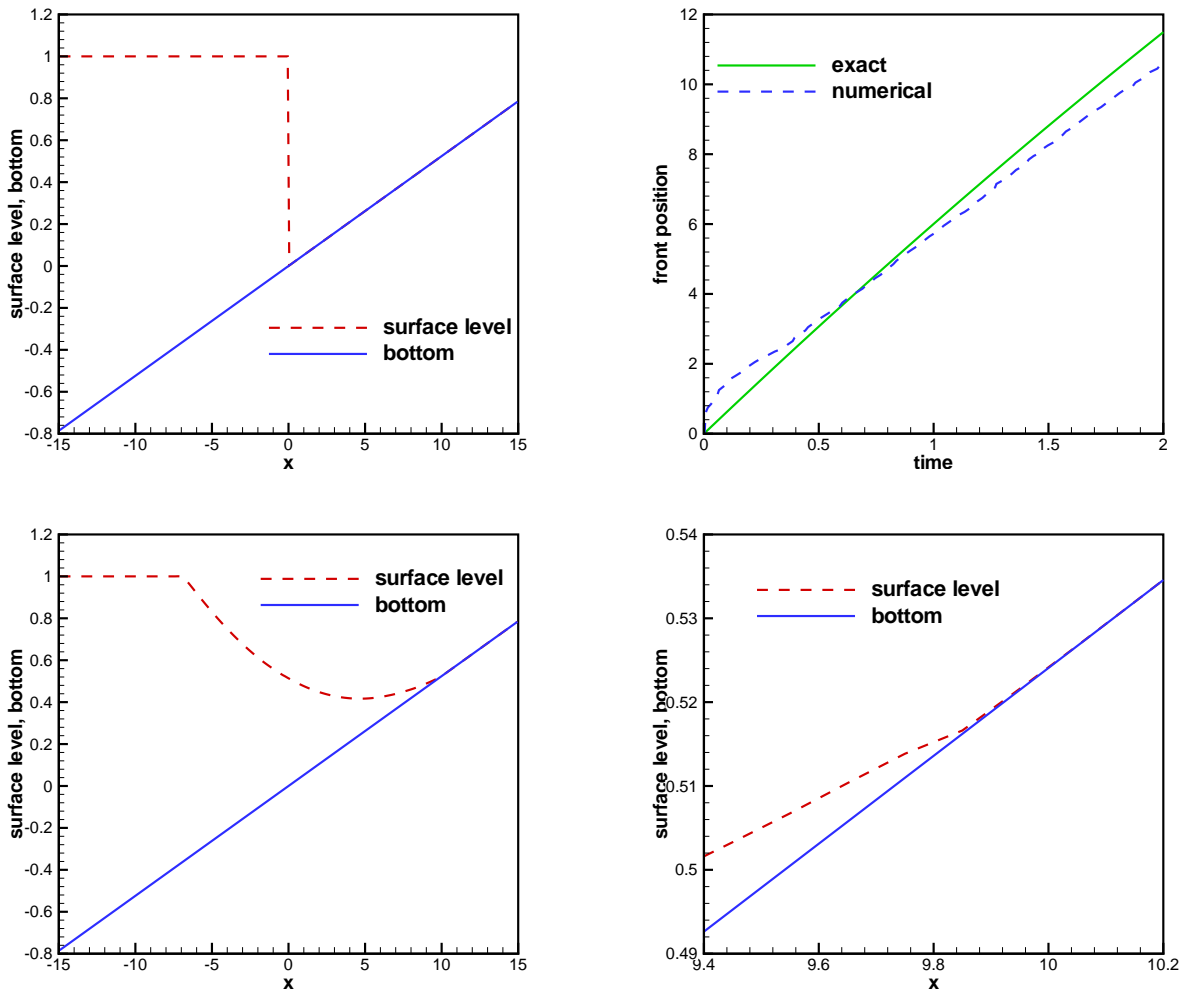 1.2
1
0.8
0.6
0.4
0.2
0
-0.2
-0.4
-0.6
-0.8
surface level, bottom
surface level
bottom
-15 -10 -5 0 5 10 15
x
12
10
8
6
4
2
0
front position
exact
numerical
0 0.5 1 1.5 2
time
1.2
1
0.8
0.6
0.4
0.2
0
-0.2
-0.4
-0.6
-0.8
surface level, bottom
surface level
bottom
-15 -10 -5 0 5 10 15
x
0.54
0.53
0.52
0.51
0.5
0.49
surface level, bottom
surface level
bottom
9.4 9.6 9.8 10 10.2
x